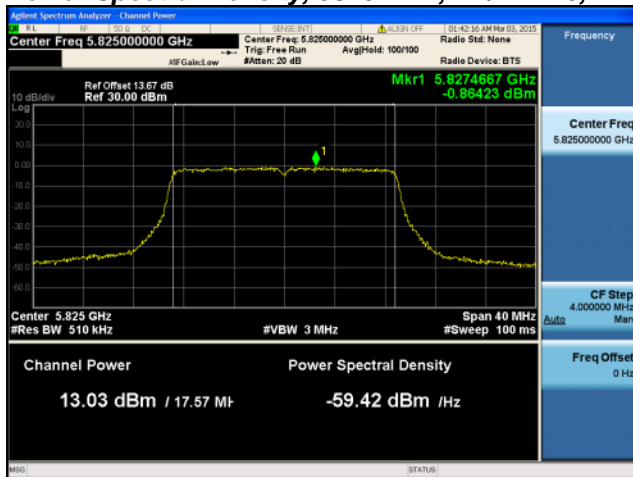 Agilent Spectrum Analyzer - Channel Power
RL RF 50 Ω DC SENSE:INT ALIGN OFF 01:42:16 AM Mar 03, 2015
Center Freq 5.825000000 GHz
Center Freq: 5.825000000 GHz
Radio Std: None
Trig: Free Run Avg|Hold: 100/100
#IFGain:Low #Atten: 20 dB Radio Device: BTS
Frequency
Ref Offset 13.67 dB
Mkr1 5.8274667 GHz
10 dB/div Ref 30.00 dBm -0.86423 dBm
Log
20.0
10.0
0.00
-10.0
-20.0
-30.0
-40.0
-50.0
-60.0
1
Center 5.825 GHz Span 40 MHz
#Res BW 510 kHz #VBW 3 MHz #Sweep 100 ms
Channel Power Power Spectral Density
13.03 dBm / 17.57 MH -59.42 dBm /Hz
Center Freq
5.825000000 GHz
CF Step
4.000000 MHz
Auto Man
Freq Offset
0 Hz
MSG STATUS